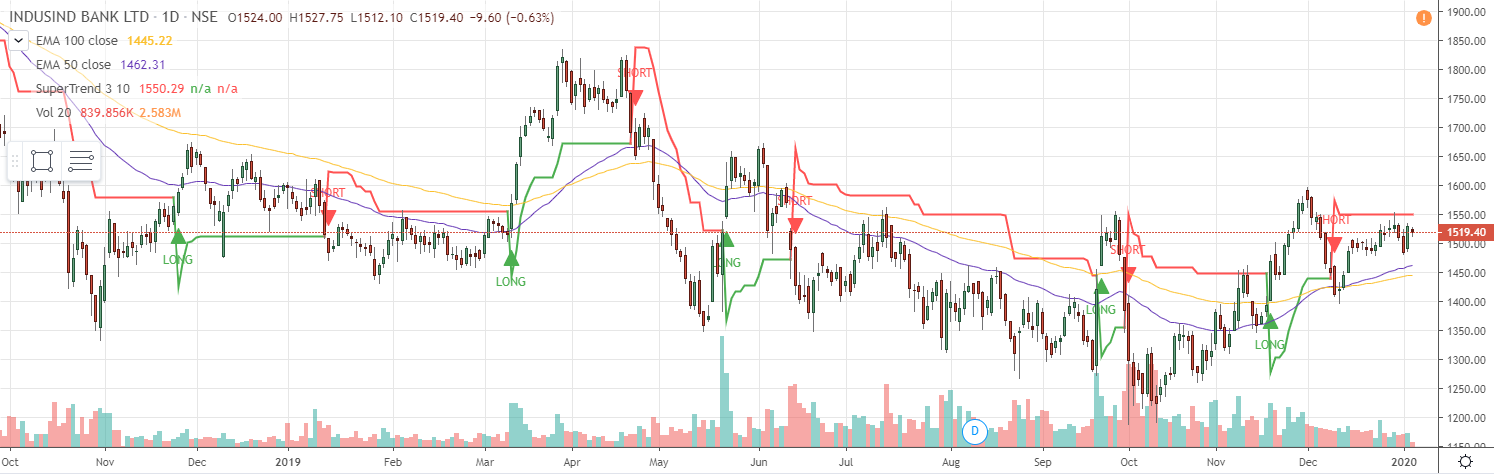 INDUSIND BANK LTD · 1D · NSE O1524.00 H1527.75 L1512.10 C1519.40 −9.60 (−0.63%)
EMA 100 close 1445.22
EMA 50 close 1462.31
SuperTrend 3 10 1550.29 n/a n/a
Vol 20 839.856K 2.583M
!
1900.00
1850.00
1800.00
1750.00
1700.00
1650.00
1600.00
1550.00
1519.40
1500.00
1450.00
1400.00
1350.00
1300.00
1250.00
1200.00
1150.00
LONG
SHORT
LONG
SHORT
LONG
SHORT
LONG
SHORT
LONG
SHORT
D
Oct Nov Dec 2019 Feb Mar Apr May Jun Jul Aug Sep Oct Nov Dec 2020